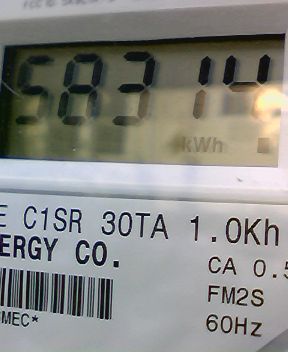 58314
kWh
E C1SR 30TA 1.0Kh
ERGY CO.
CA 0.5
FM2S
MEC*
60Hz